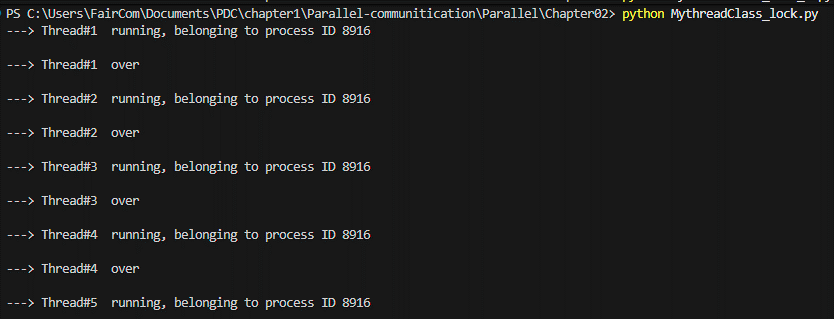 PS C:\Users\FairCom\Documents\PDC\chapter1\Parallel-communitication\Parallel\Chapter02> python MythreadClass_lock.py
---> Thread#1  running, belonging to process ID 8916
---> Thread#1  over
---> Thread#2  running, belonging to process ID 8916
---> Thread#2  over
---> Thread#3  running, belonging to process ID 8916
---> Thread#3  over
---> Thread#4  running, belonging to process ID 8916
---> Thread#4  over
---> Thread#5  running, belonging to process ID 8916